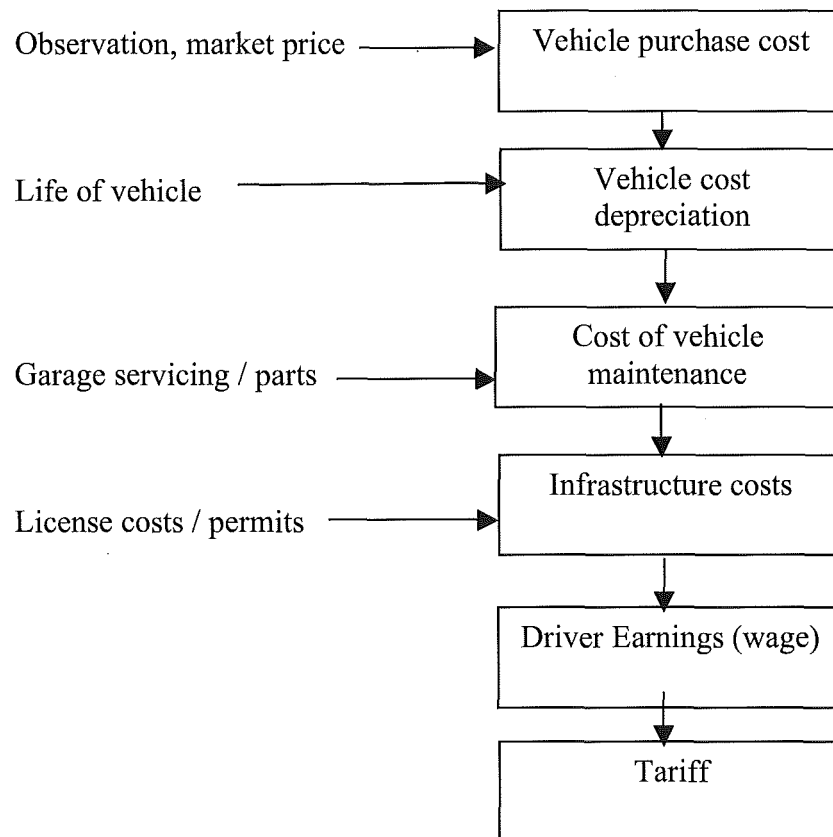 Observation, market price
Vehicle purchase cost
Life of vehicle
Vehicle cost
depreciation
Garage servicing / parts
Cost of vehicle
maintenance
License costs / permits
Infrastructure costs
Driver Earnings (wage)
Tariff